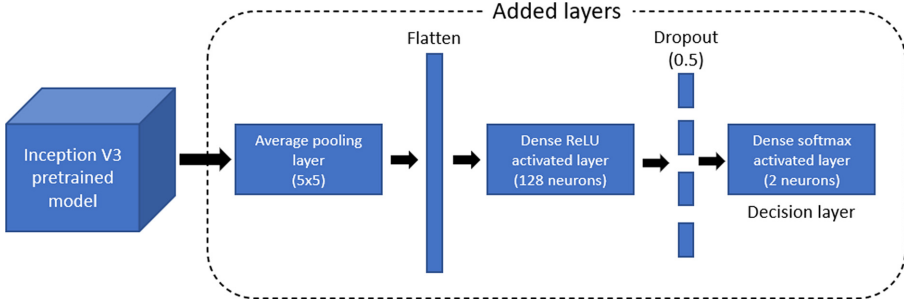 Added layers
Flatten
Dropout
(0.5)
Inception V3
pretrained
model
Average pooling
layer
(5x5)
Dense ReLU
activated layer
(128 neurons)
Dense softmax
activated layer
(2 neurons)
Decision layer